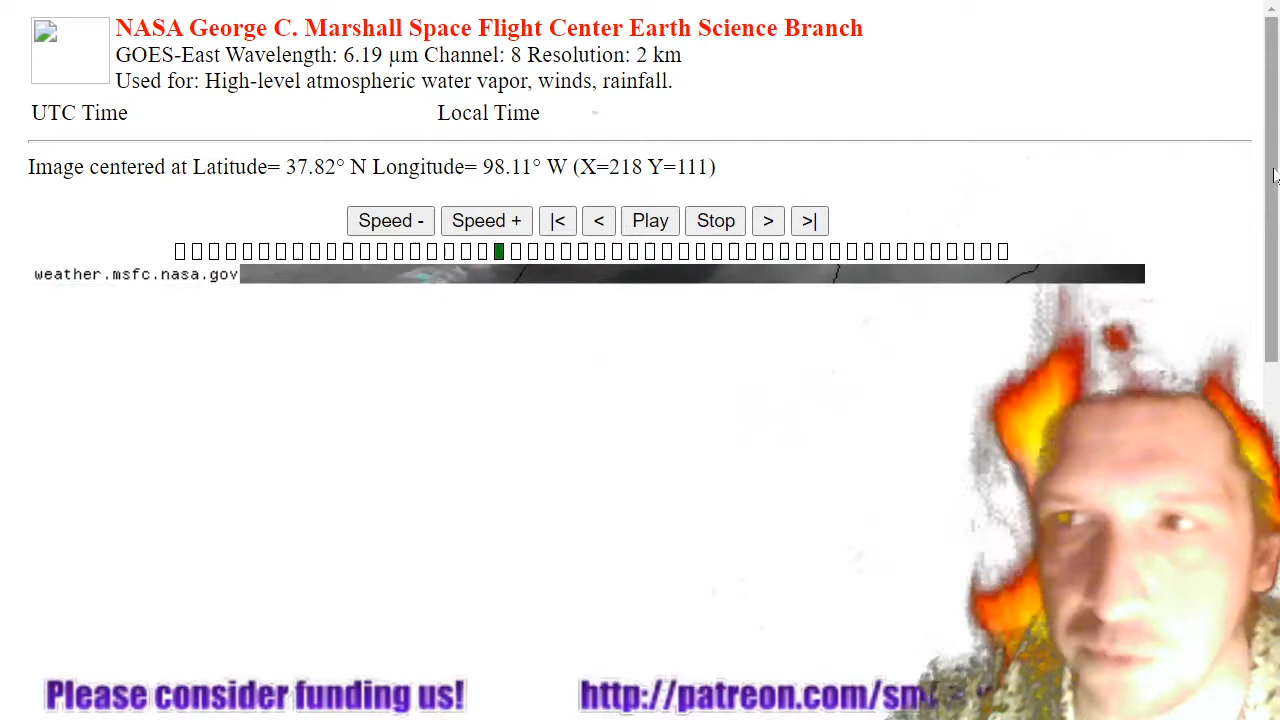 NASA George C. Marshall Space Flight Center Earth Science Branch
GOES-East Wavelength: 6.19 µm Channel: 8 Resolution: 2 km
Used for: High-level atmospheric water vapor, winds, rainfall.
UTC Time Local Time
Image centered at Latitude= 37.82° N Longitude= 98.11° W (X=218 Y=111)
Speed - Speed + |< < Play Stop > >|
weather.msfc.nasa.gov
Please consider funding us! http://patreon.com/sm